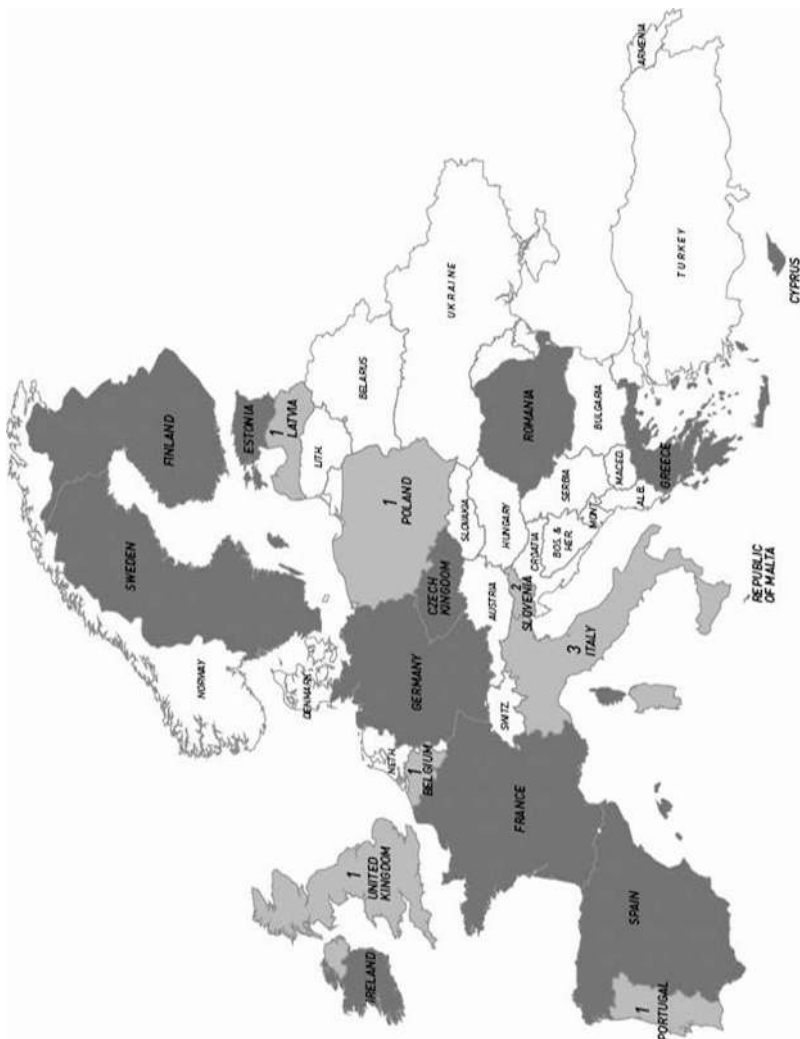 NORWAY
SWEDEN
FINLAND
ESTONIA
1
LATVIA
LITH.
DENMARK
BELARUS
IRELAND
1
UNITED
KINGDOM
NETH.
1
BELGIUM
GERMANY
1
POLAND
CZECH
KINGDOM
SLOVAKIA
UKRAINE
FRANCE
SWITZ.
AUSTRIA
HUNGARY
ROMANIA
2
SLOVENIA
CROATIA
BOS. &
HER.
SERBIA
MONT.
BULGARIA
MACED.
ALB.
3
ITALY
1
PORTUGAL
SPAIN
GREECE
TURKEY
ARMENIA
REPUBLIC
OF MALTA
CYPRUS